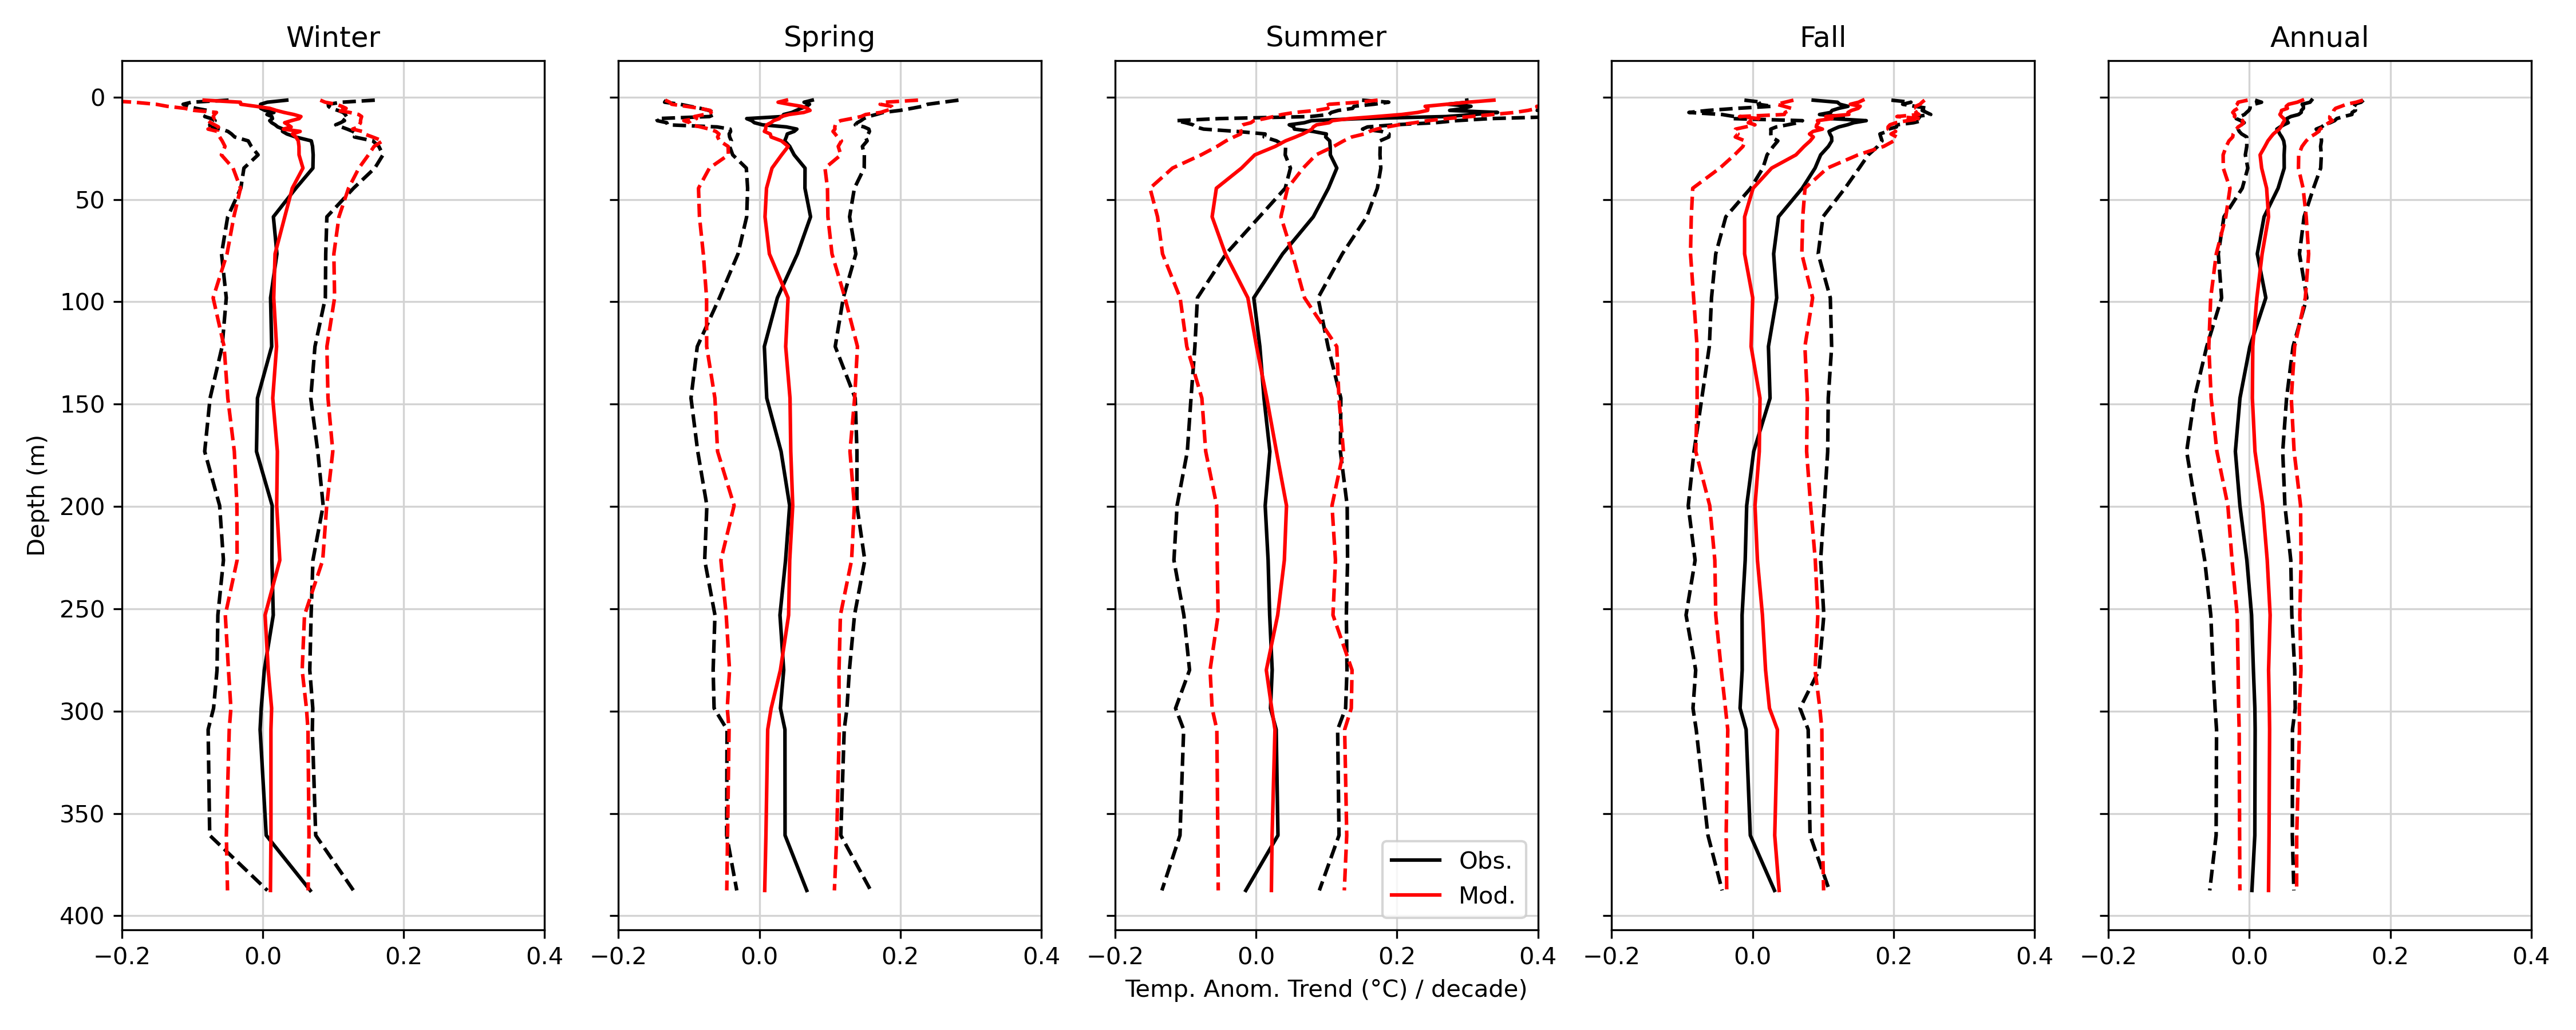 Winter Spring Summer Fall Annual
Depth (m)
0
50
100
150
200
250
300
350
400
Obs.
Mod.
−0.2 0.0 0.2 0.4 −0.2 0.0 0.2 0.4 −0.2 0.0 0.2 0.4 −0.2 0.0 0.2 0.4 −0.2 0.0 0.2 0.4
Temp. Anom. Trend (°C) / decade)